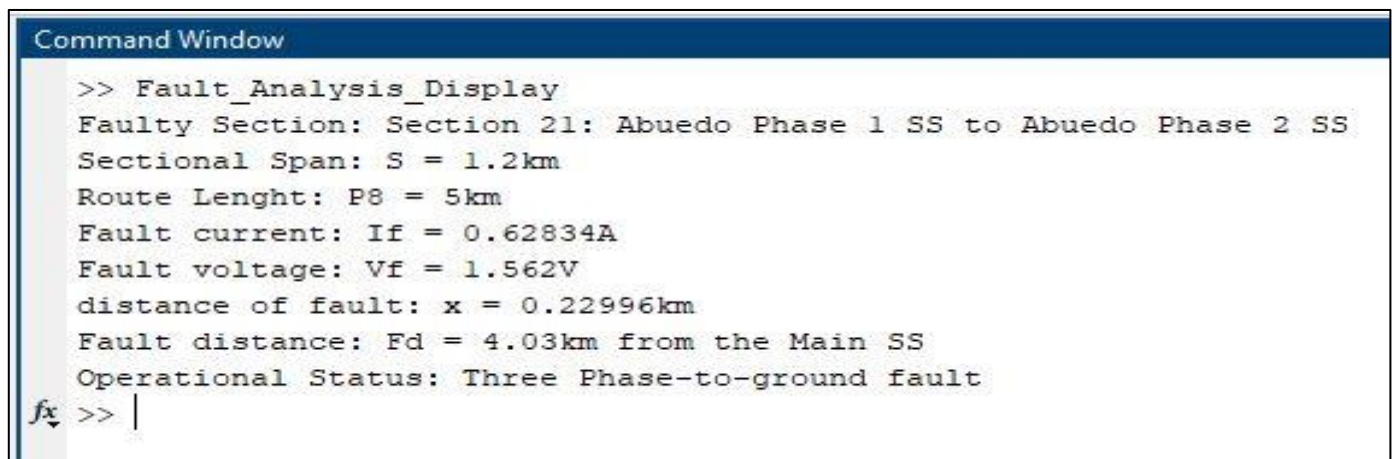 Command Window
>> Fault_Analysis_Display
Faulty Section: Section 21: Abuedo Phase 1 SS to Abuedo Phase 2 SS
Sectional Span: S = 1.2km
Route Lenght: P8 = 5km
Fault current: If = 0.62834A
Fault voltage: Vf = 1.562V
distance of fault: x = 0.22996km
Fault distance: Fd = 4.03km from the Main SS
Operational Status: Three Phase-to-ground fault
fx >>